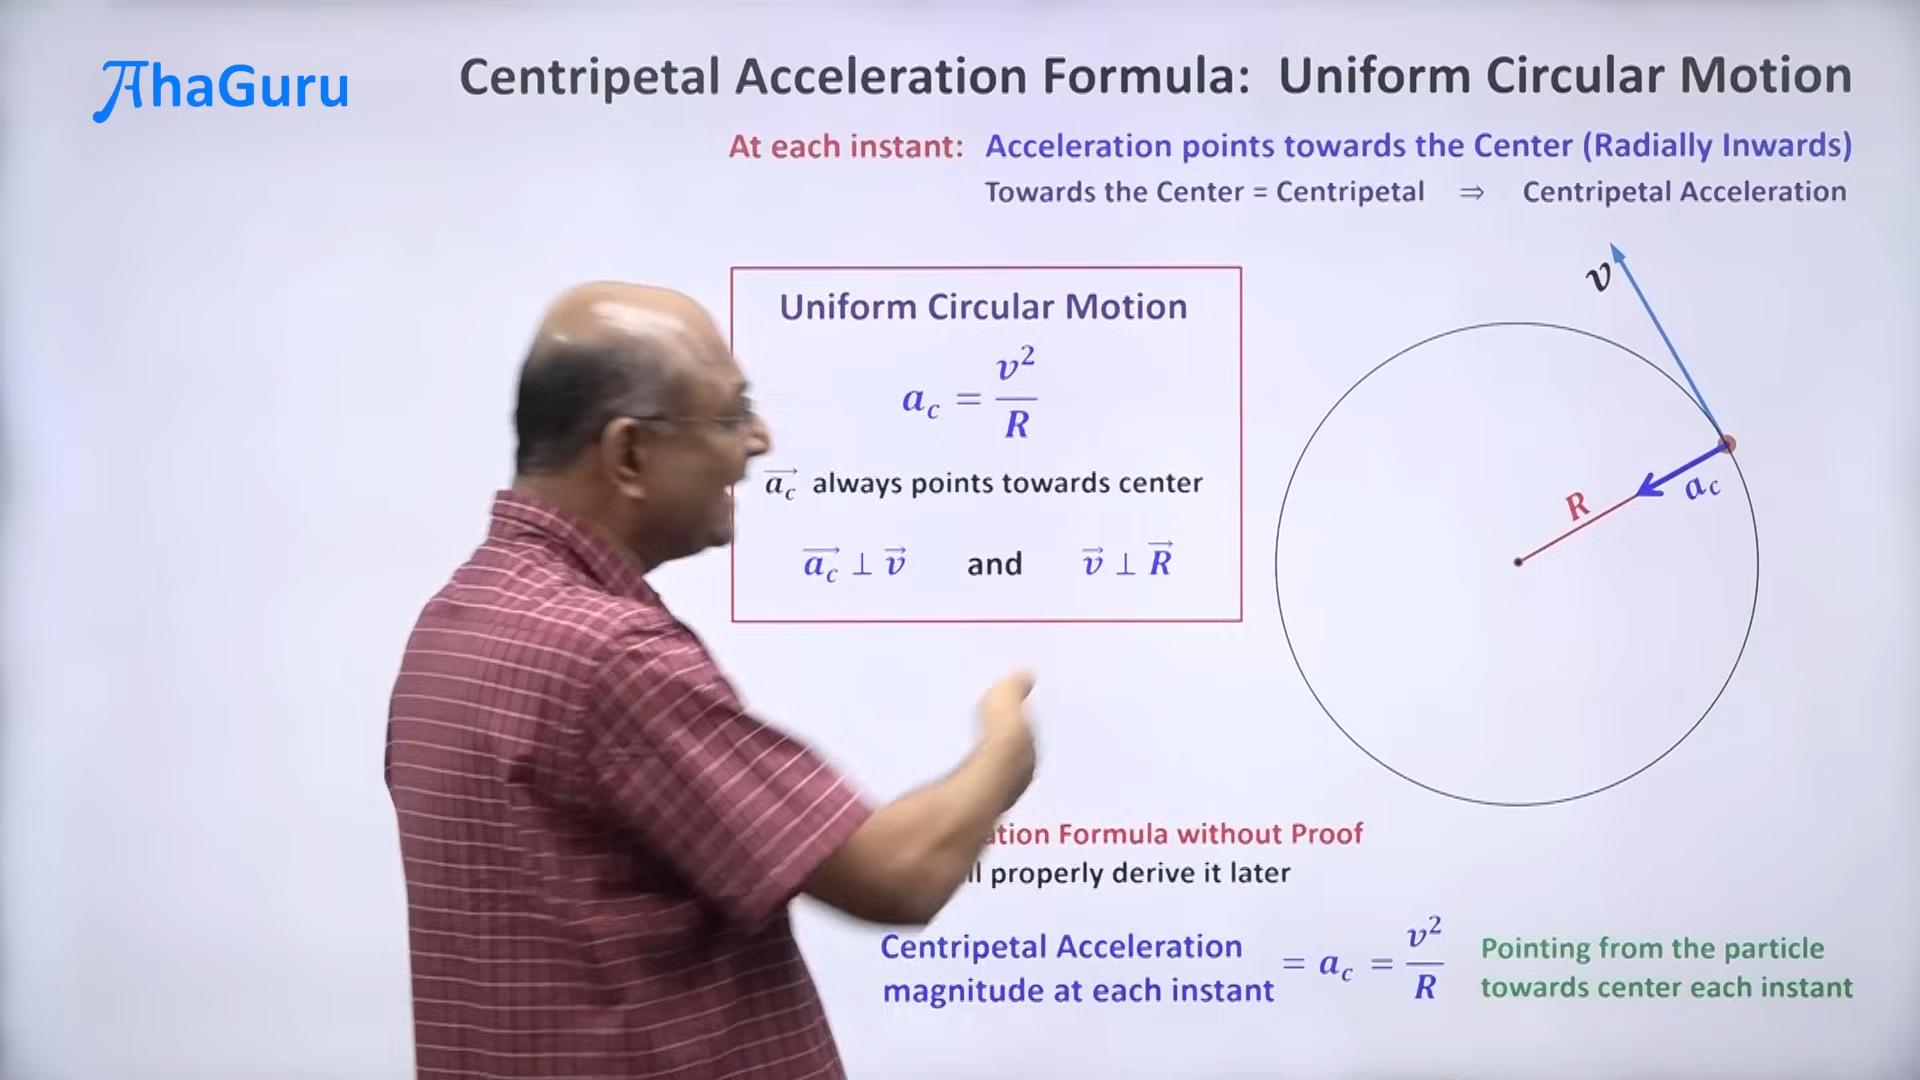 AhaGuru
Centripetal Acceleration Formula: Uniform Circular Motion
At each instant: Acceleration points towards the Center (Radially Inwards)
Towards the Center = Centripetal ⇒ Centripetal Acceleration
Uniform Circular Motion
a_c = v²/R
a_c⃗ always points towards center
a_c⃗ ⊥ v⃗ and v⃗ ⊥ R⃗
v
R
a_c
Formula without Proof
properly derive it later
Centripetal Acceleration
magnitude at each instant = a_c = v²/R
Pointing from the particle
towards center each instant